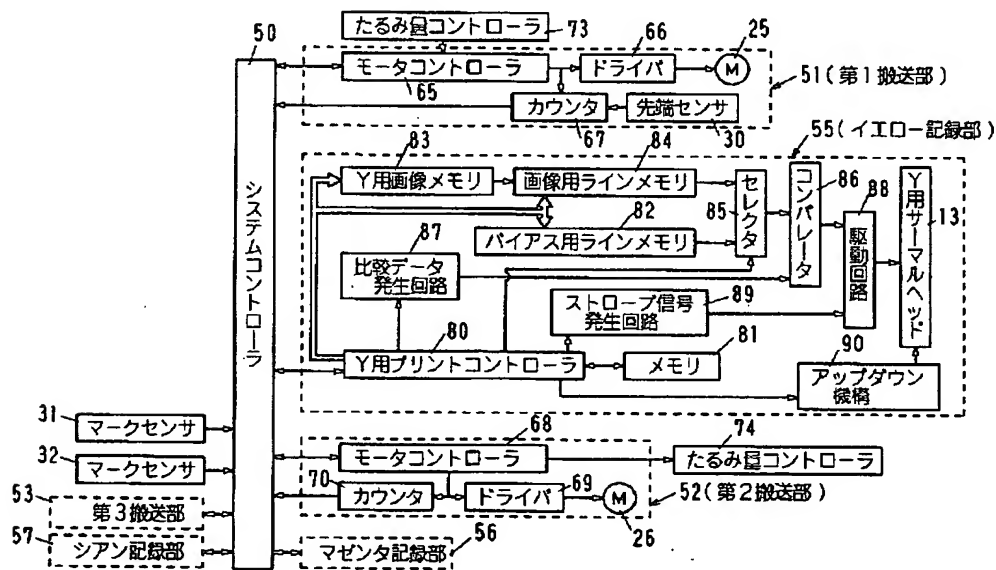 50
たるみ量コントローラ
73
66
25
モータコントローラ
ドライバ
M
51(第1搬送部)
65
カウンタ
先端センサ
67
30
55(イエロー記録部)
83
84
Y用画像メモリ
画像用ラインメモリ
セレクタ
85
コンパレータ
86
88
Y用サーマルヘッド
13
82
バイアス用ラインメモリ
87
比較データ
発生回路
駆動回路
ストローブ信号
発生回路
89
システムコントローラ
80
Y用プリントコントローラ
81
メモリ
90
アップダウン
機構
31
マークセンサ
32
マークセンサ
68
モータコントローラ
74
たるみ量コントローラ
70
カウンタ
69
ドライバ
M
26
52(第2搬送部)
53
第3搬送部
57
シアン記録部
マゼンタ記録部
56